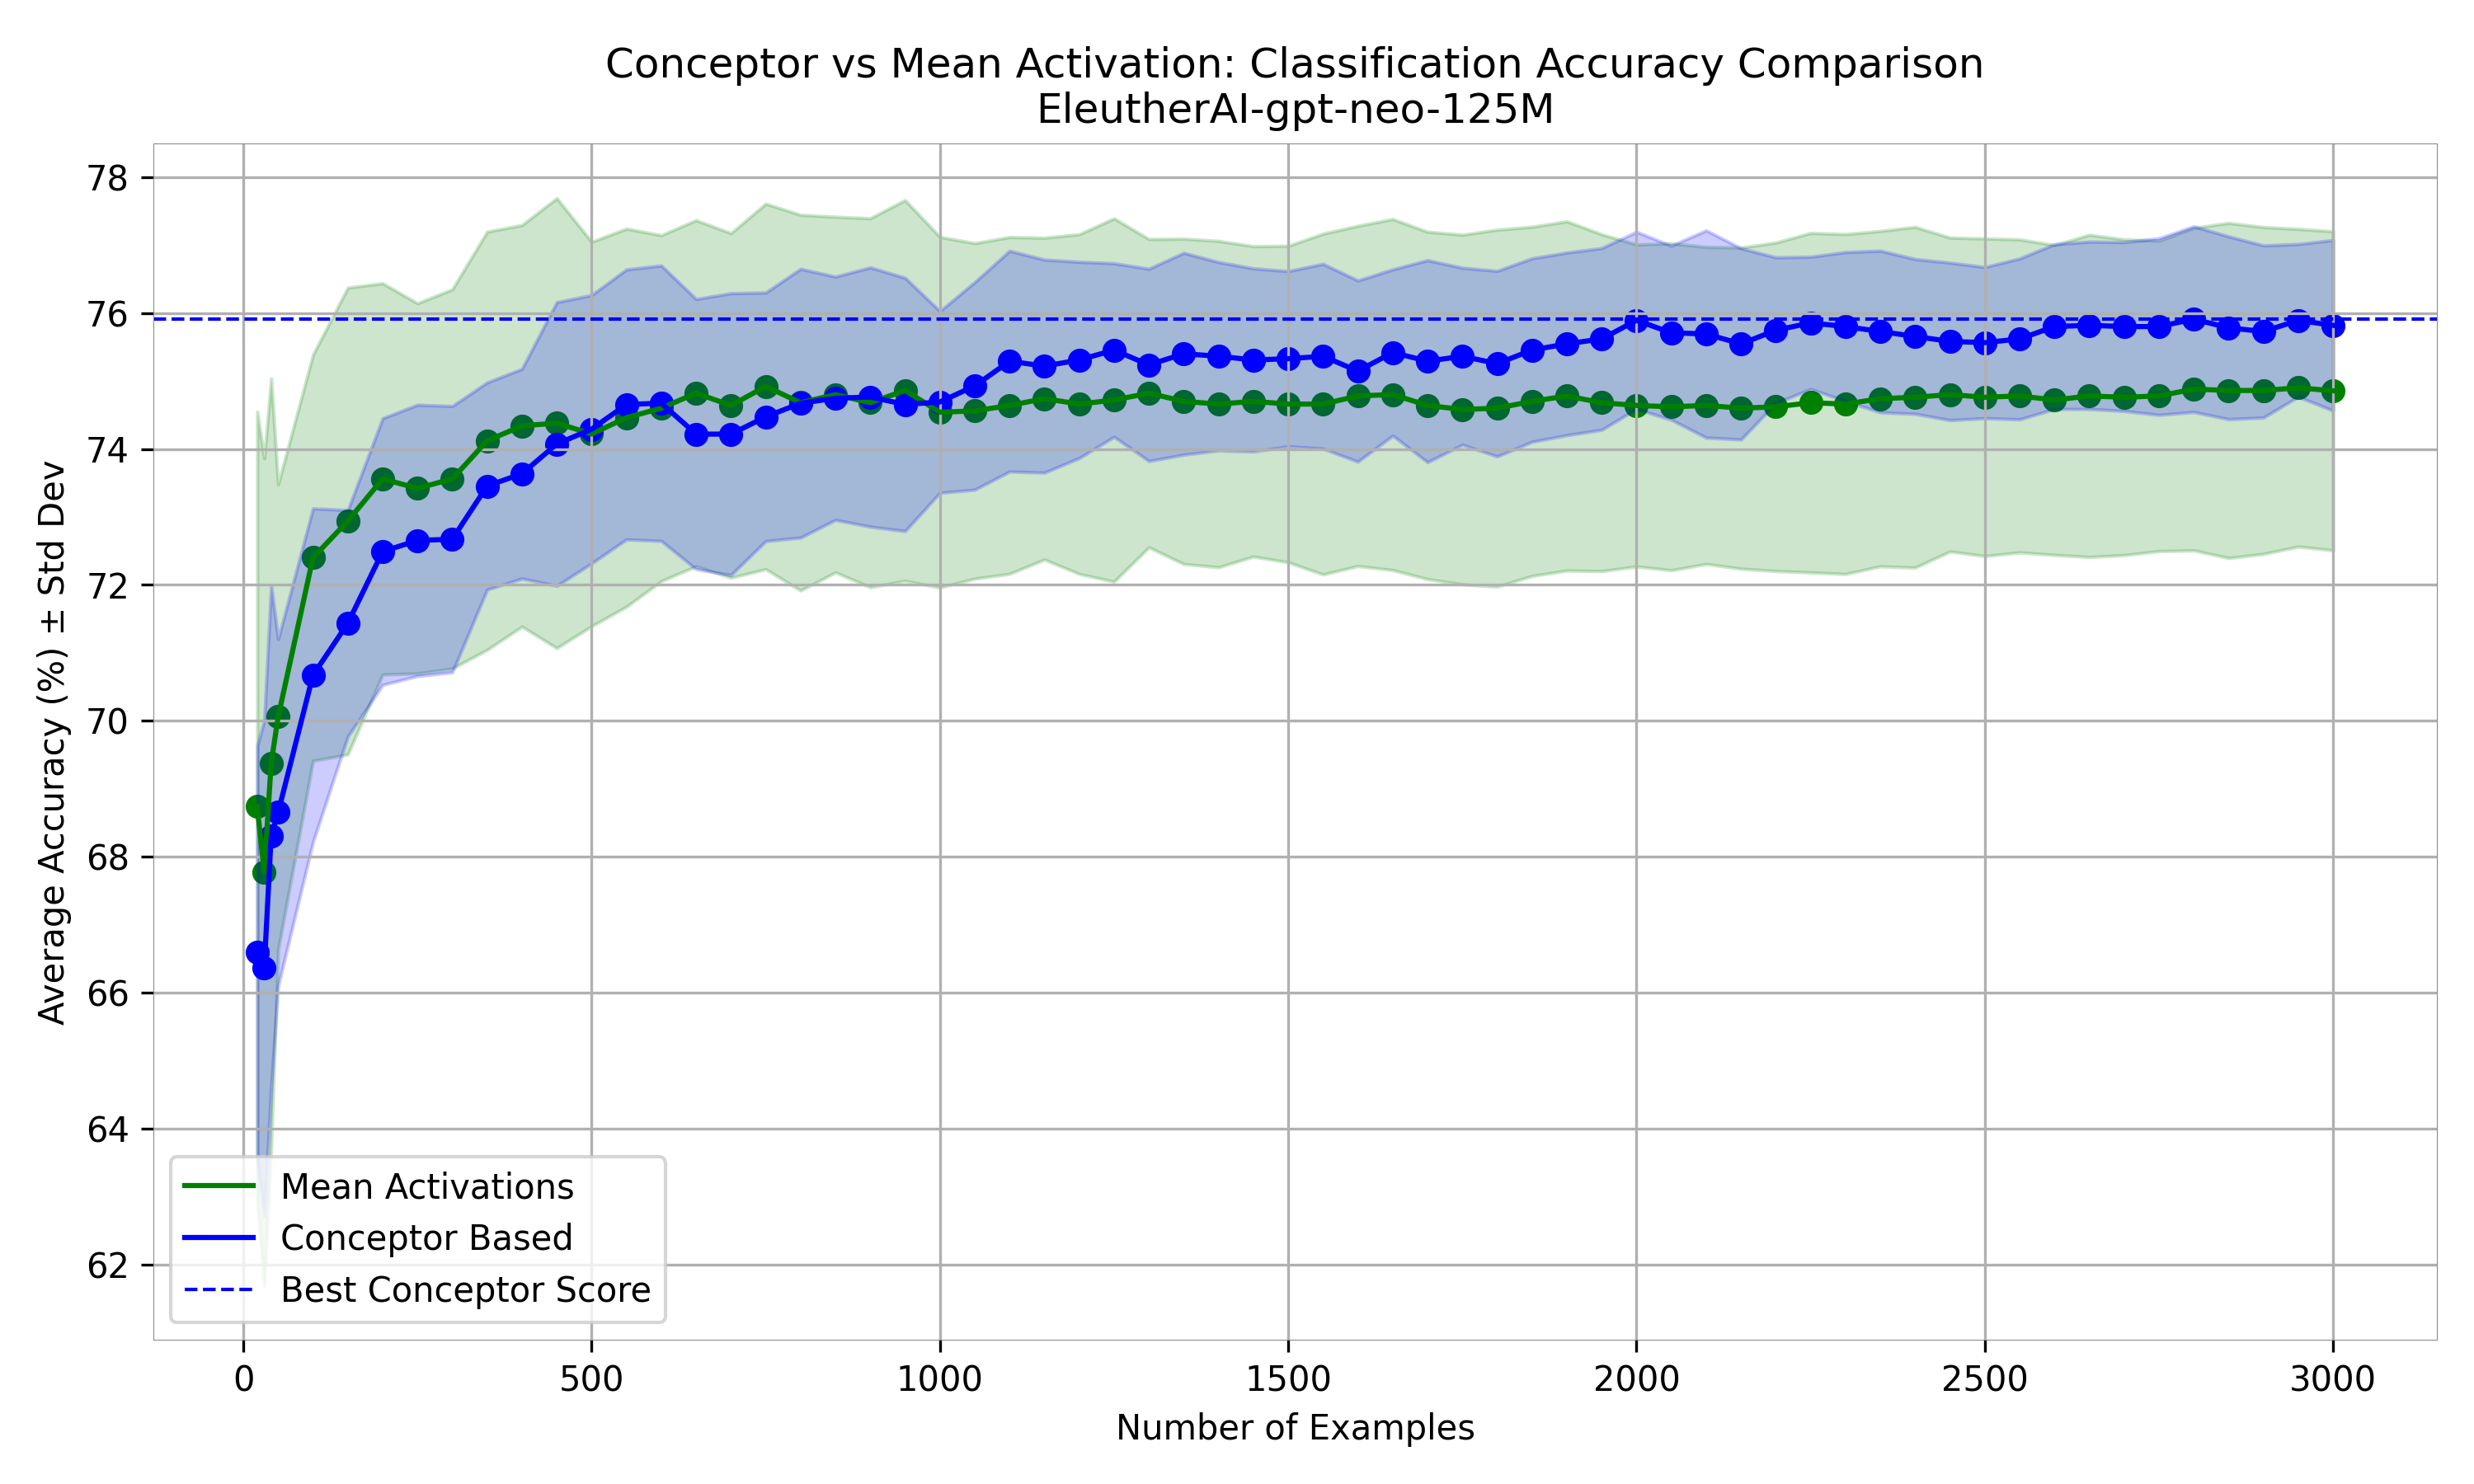 Conceptor vs Mean Activation: Classification Accuracy Comparison
EleutherAI-gpt-neo-125M
Average Accuracy (%) ± Std Dev
78
76
74
72
70
68
66
64
62
Mean Activations
Conceptor Based
Best Conceptor Score
0 500 1000 1500 2000 2500 3000
Number of Examples